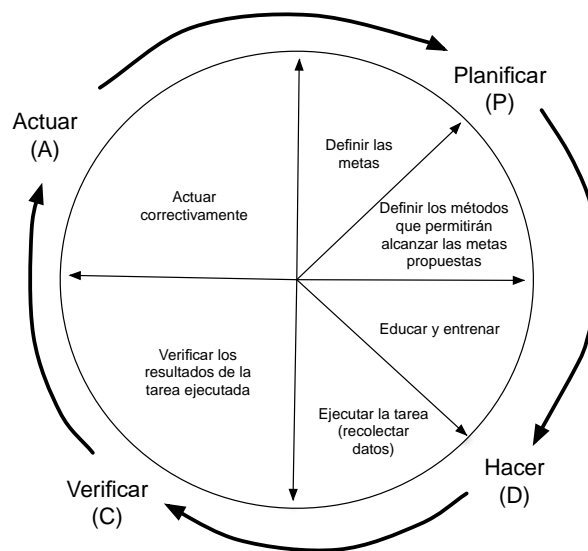 Planificar
(P)
Definir las
metas
Definir los métodos
que permitirán
alcanzar las metas
propuestas
Educar y entrenar
Ejecutar la tarea
(recolectar
datos)
Hacer
(D)
Verificar los
resultados de la
tarea ejecutada
Verificar
(C)
Actuar
correctivamente
Actuar
(A)